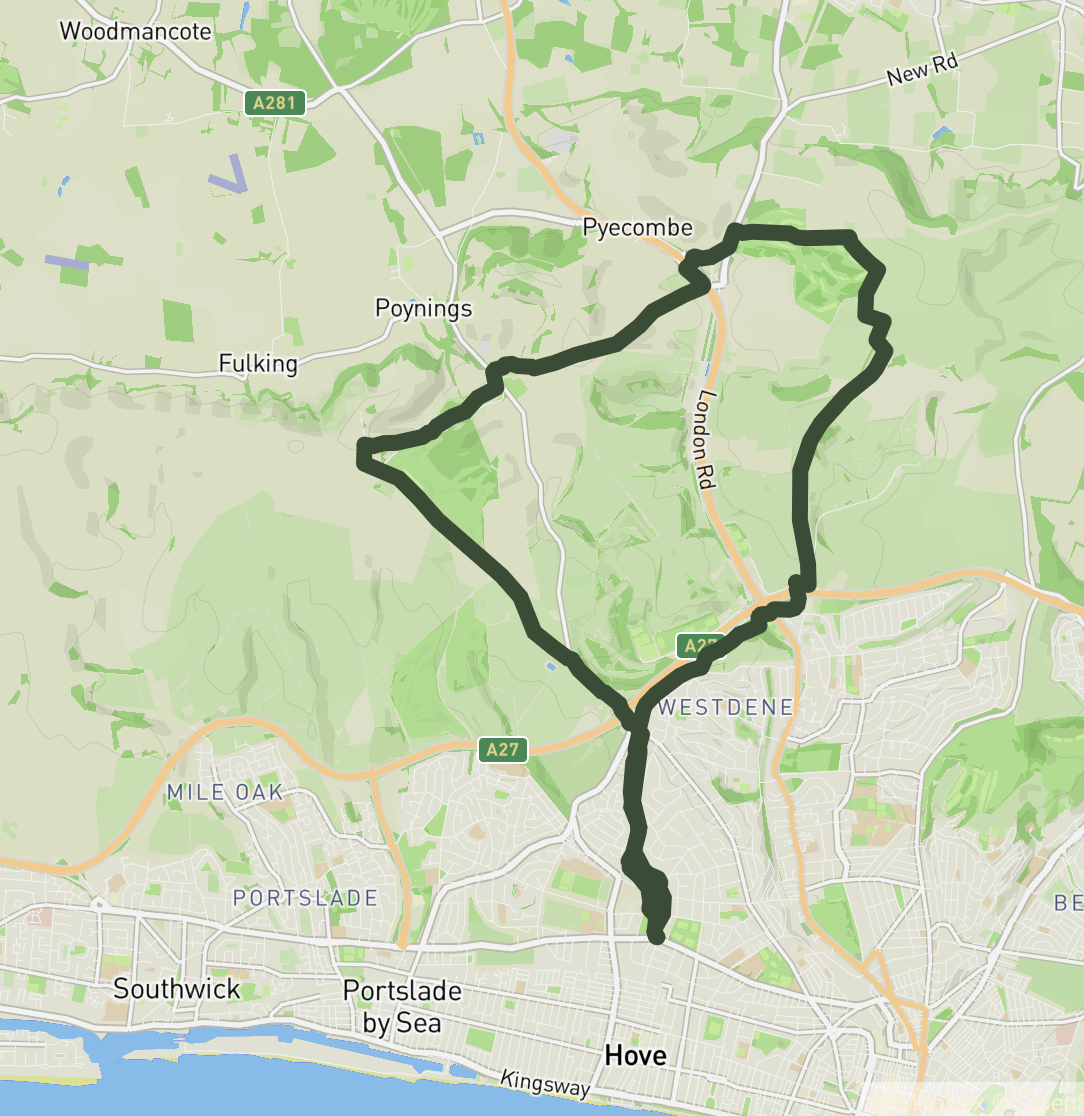 Woodmancote
A281
New Rd
Pyecombe
Poynings
Fulking
London Rd
A27
WESTDENE
A27
MILE OAK
PORTSLADE
BE
Southwick
Portslade
by Sea
Hove
Kingsway